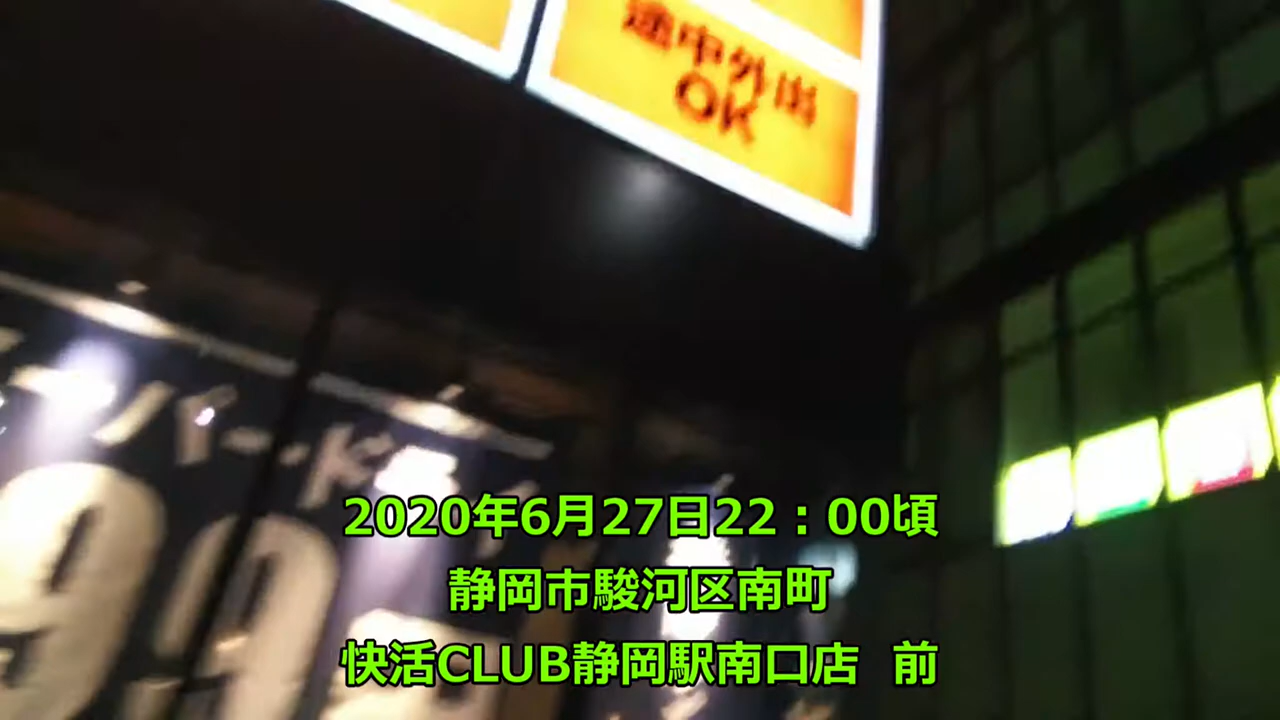 途中外出
OK
99
2020年6月27日22：00頃
静岡市駿河区南町
快活CLUB静岡駅南口店 前